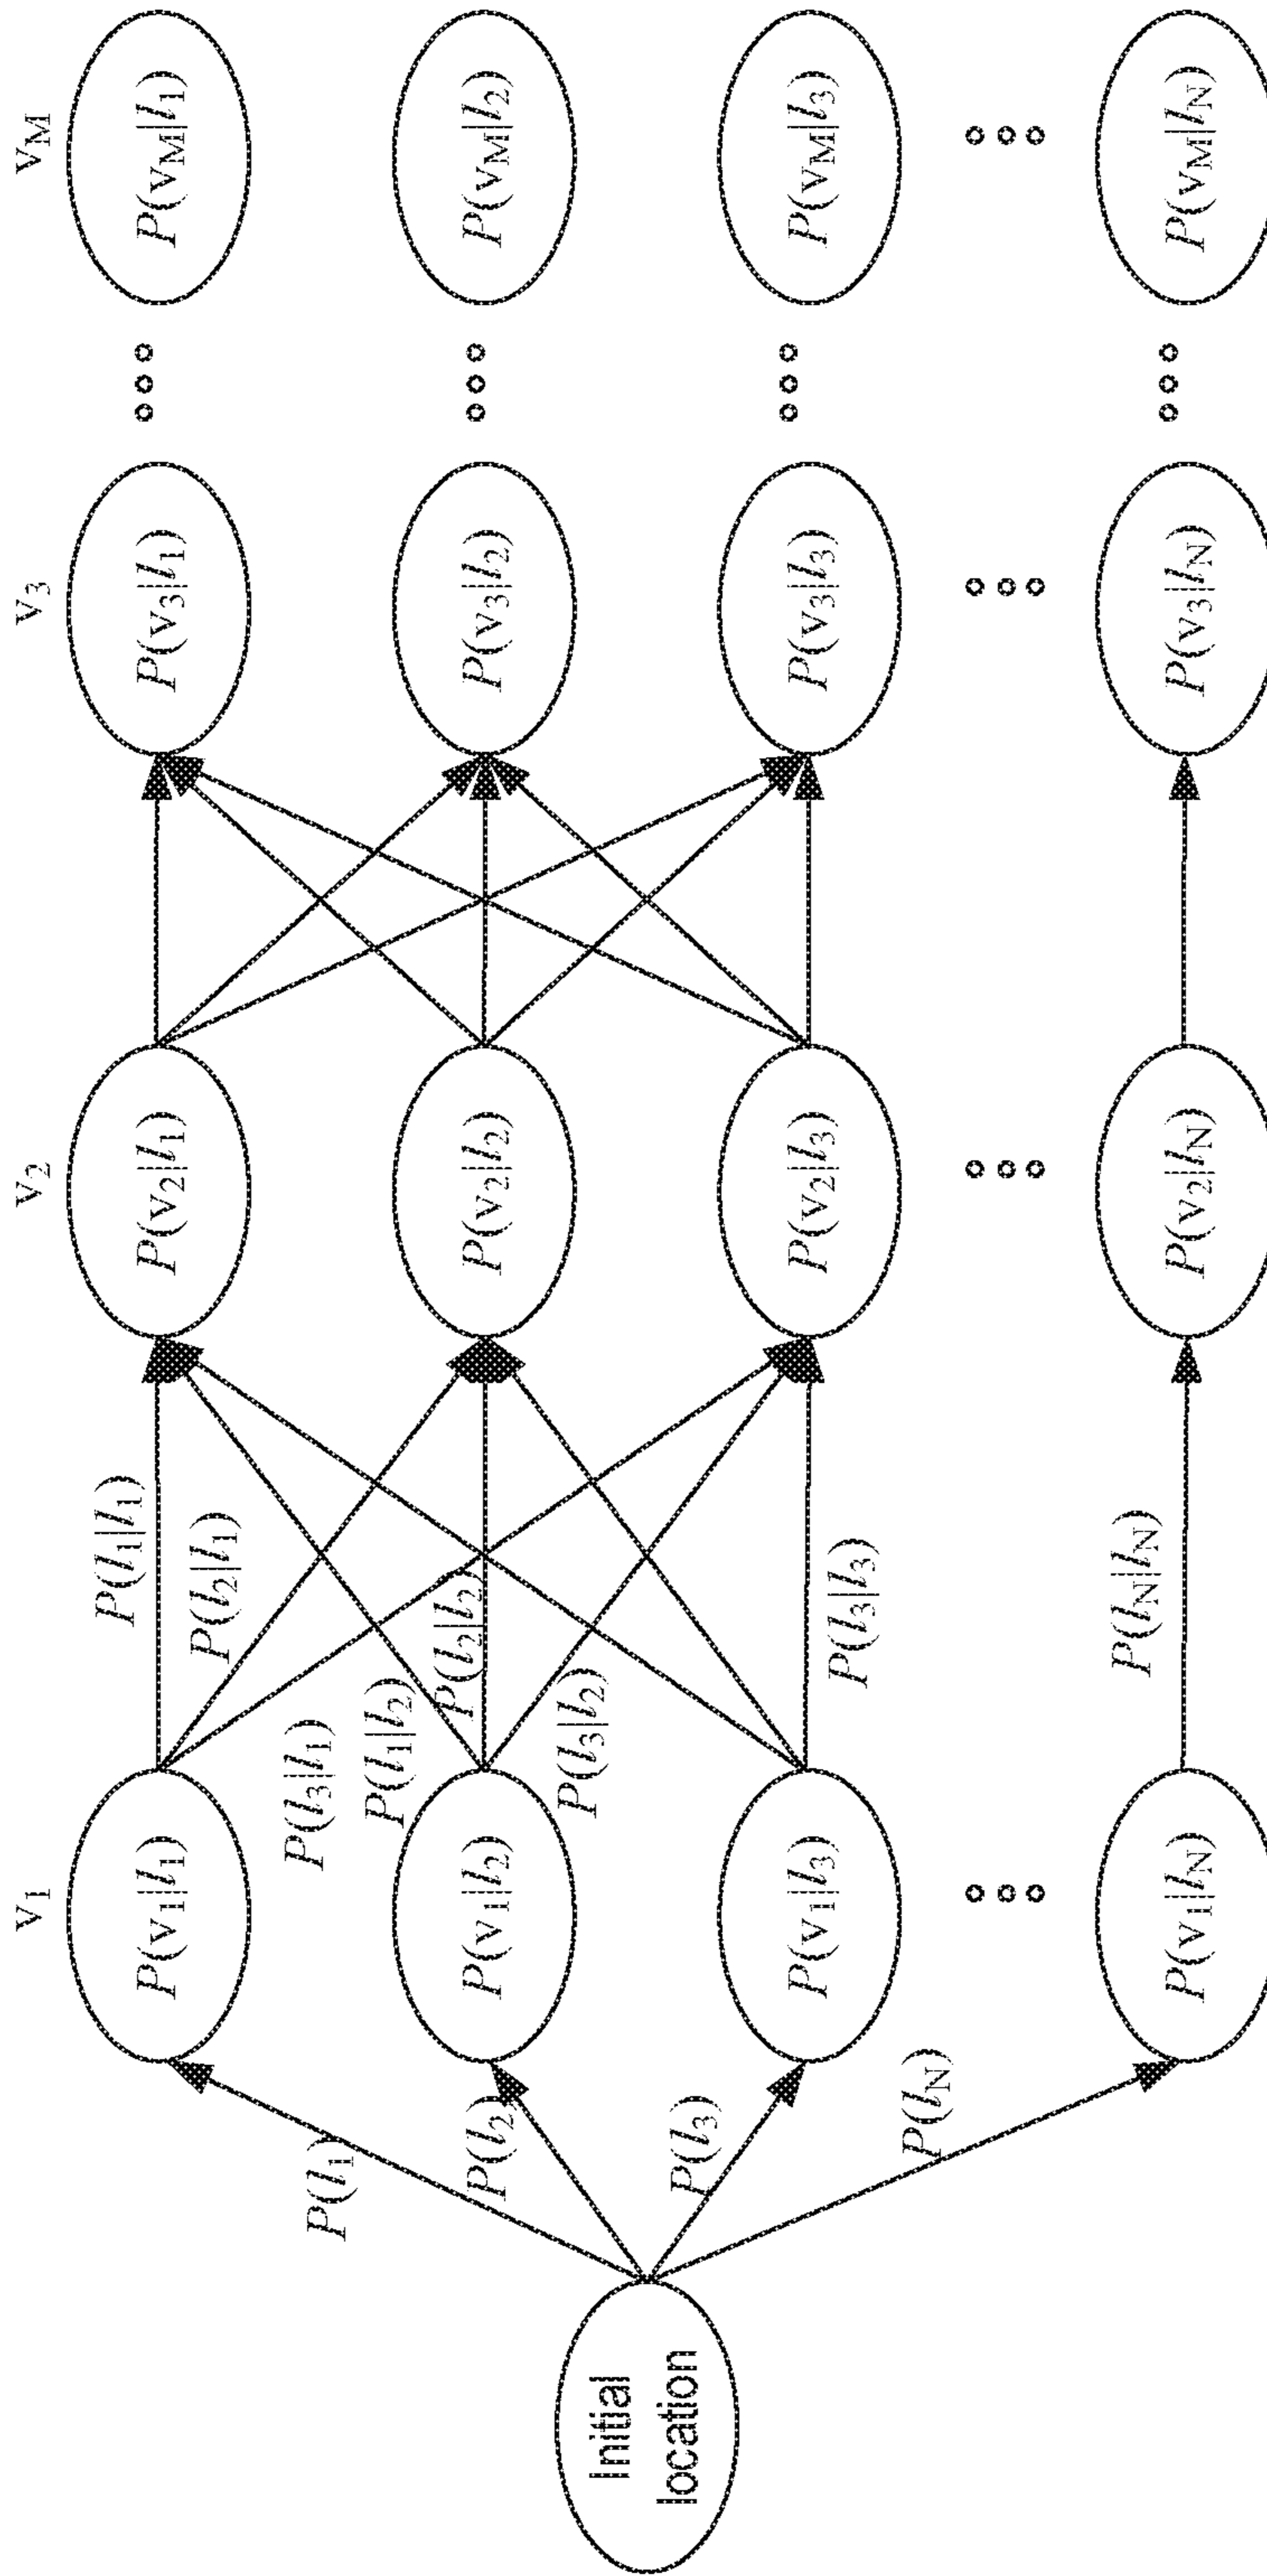 v1 v2 v3 vM
P(v1|l1) P(v2|l1) P(v3|l1) ... P(vM|l1)
P(l1|l1)
P(l2|l1)
P(l3|l1)
P(l1)
P(l1|l2)
P(l2|l2)
P(l2)
P(v1|l2) P(v2|l2) P(v3|l2) ... P(vM|l2)
P(l3|l2)
Initial
location
P(l3)
P(v1|l3) P(v2|l3) P(v3|l3) ... P(vM|l3)
P(l3|l3)
P(lN)
... ... ... ...
P(lN|lN)
P(v1|lN) P(v2|lN) P(v3|lN) ... P(vM|lN)